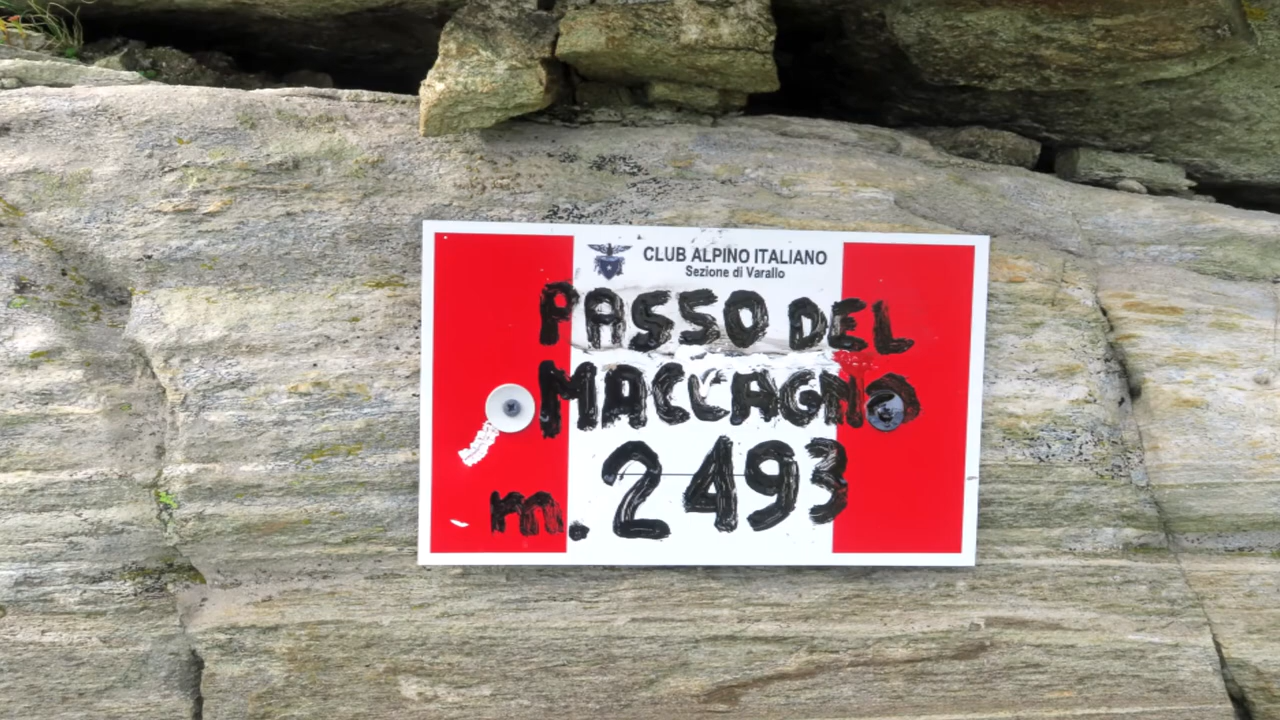 CLUB ALPINO ITALIANO
Sezione di Varallo
PASSO DEL
MACCAGNO
m. 2493